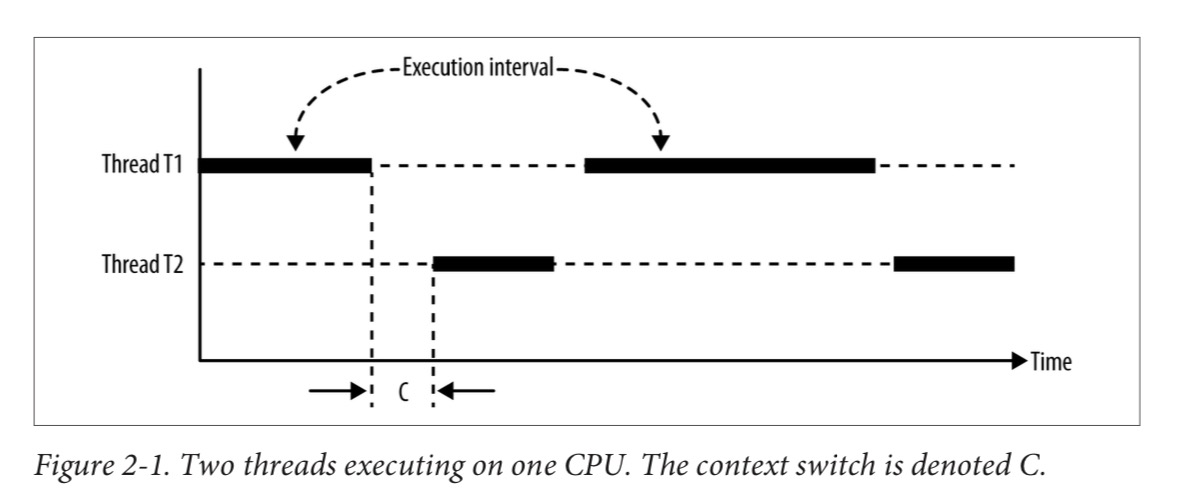 Execution interval
Thread T1
Thread T2
Time
C
Figure 2-1. Two threads executing on one CPU. The context switch is denoted C.